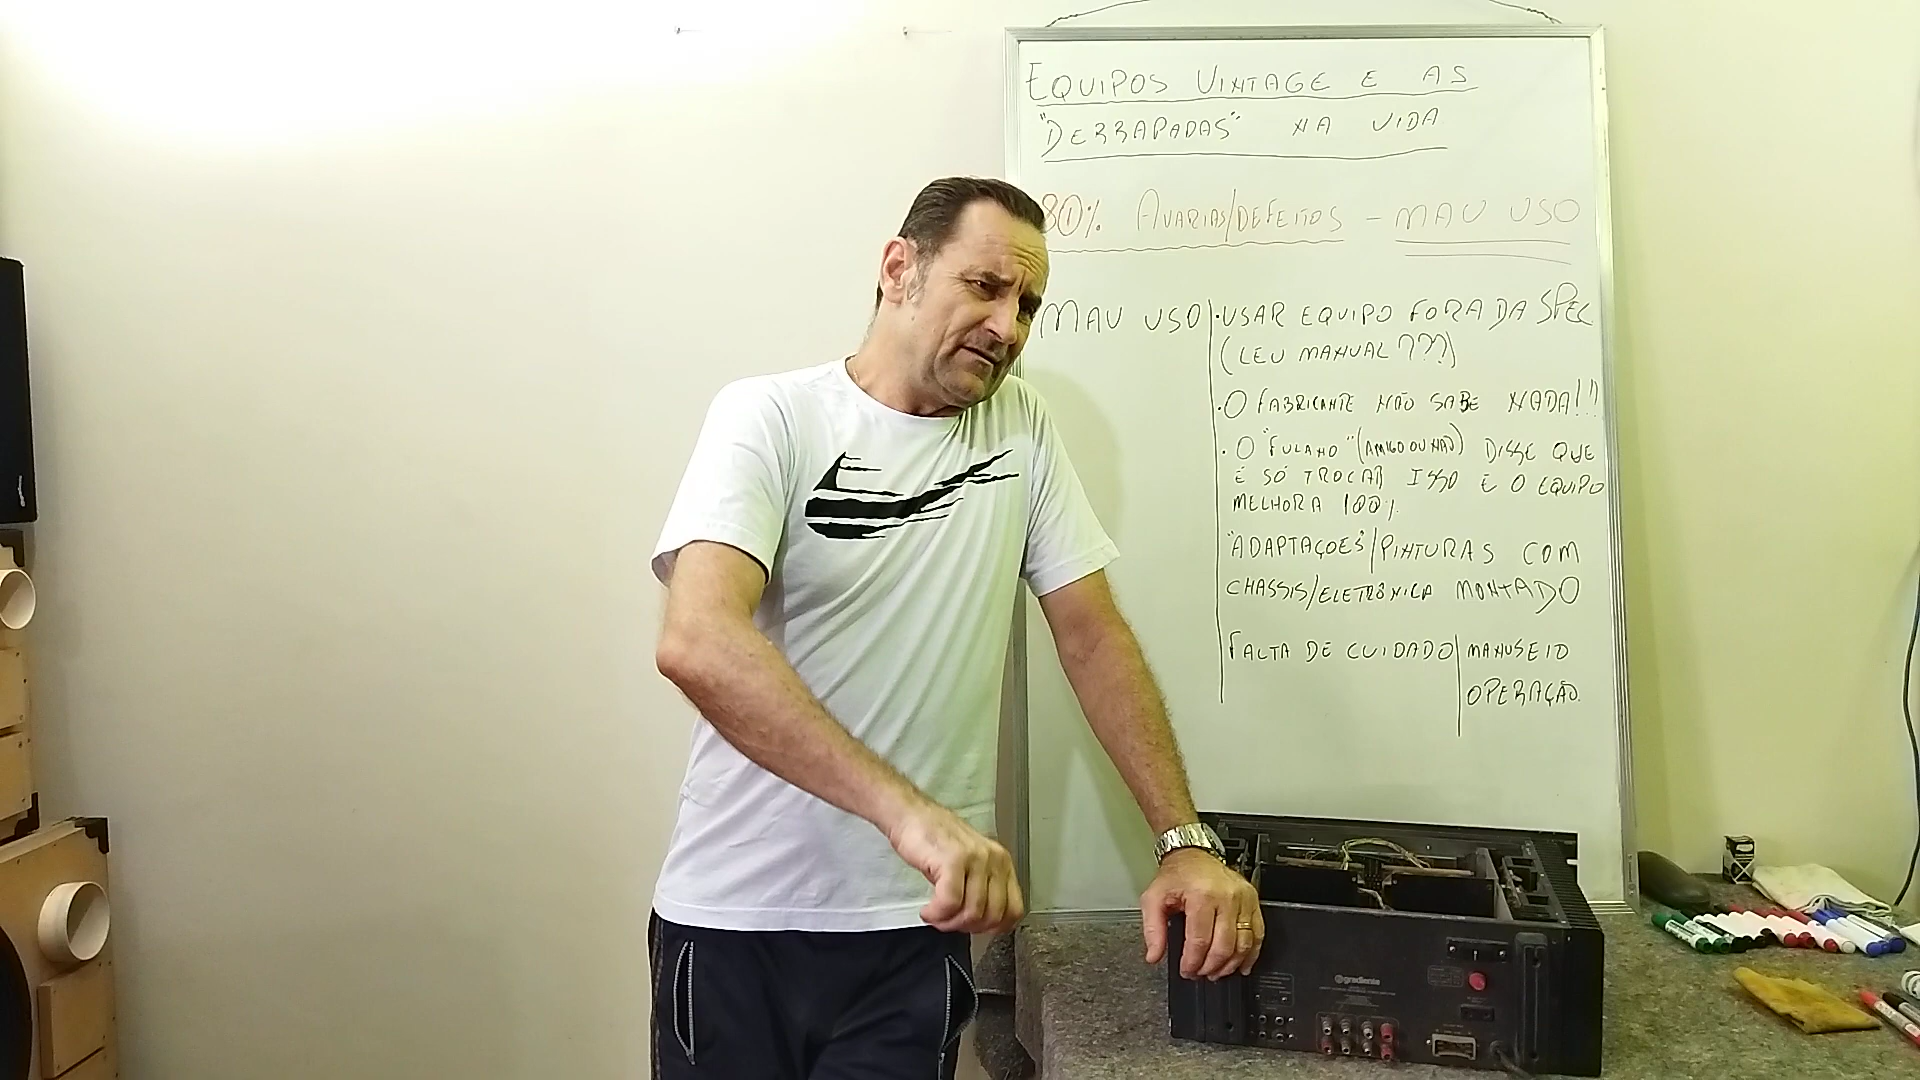 EQUIPOS VINTAGE E AS
"DERRAPADAS" NA VIDA
80% AVARIAS/DEFEITOS - MAU USO
MAU USO
· USAR EQUIPO FORA DA SPEC
(LEU MANUAL ???)
· O FABRICANTE NÃO SABE NADA!!!
· O "FULANO" (AMIGO OU NÃO) DISSE QUE
É SÓ TROCAR ISSO E O EQUIPO
MELHORA 100%.
"ADAPTAÇOES"/PINTURAS COM
CHASSIS/ELETRÔNICA MONTADO
FALTA DE CUIDADO
MANUSEIO
OPERAÇÃO.
gradiente